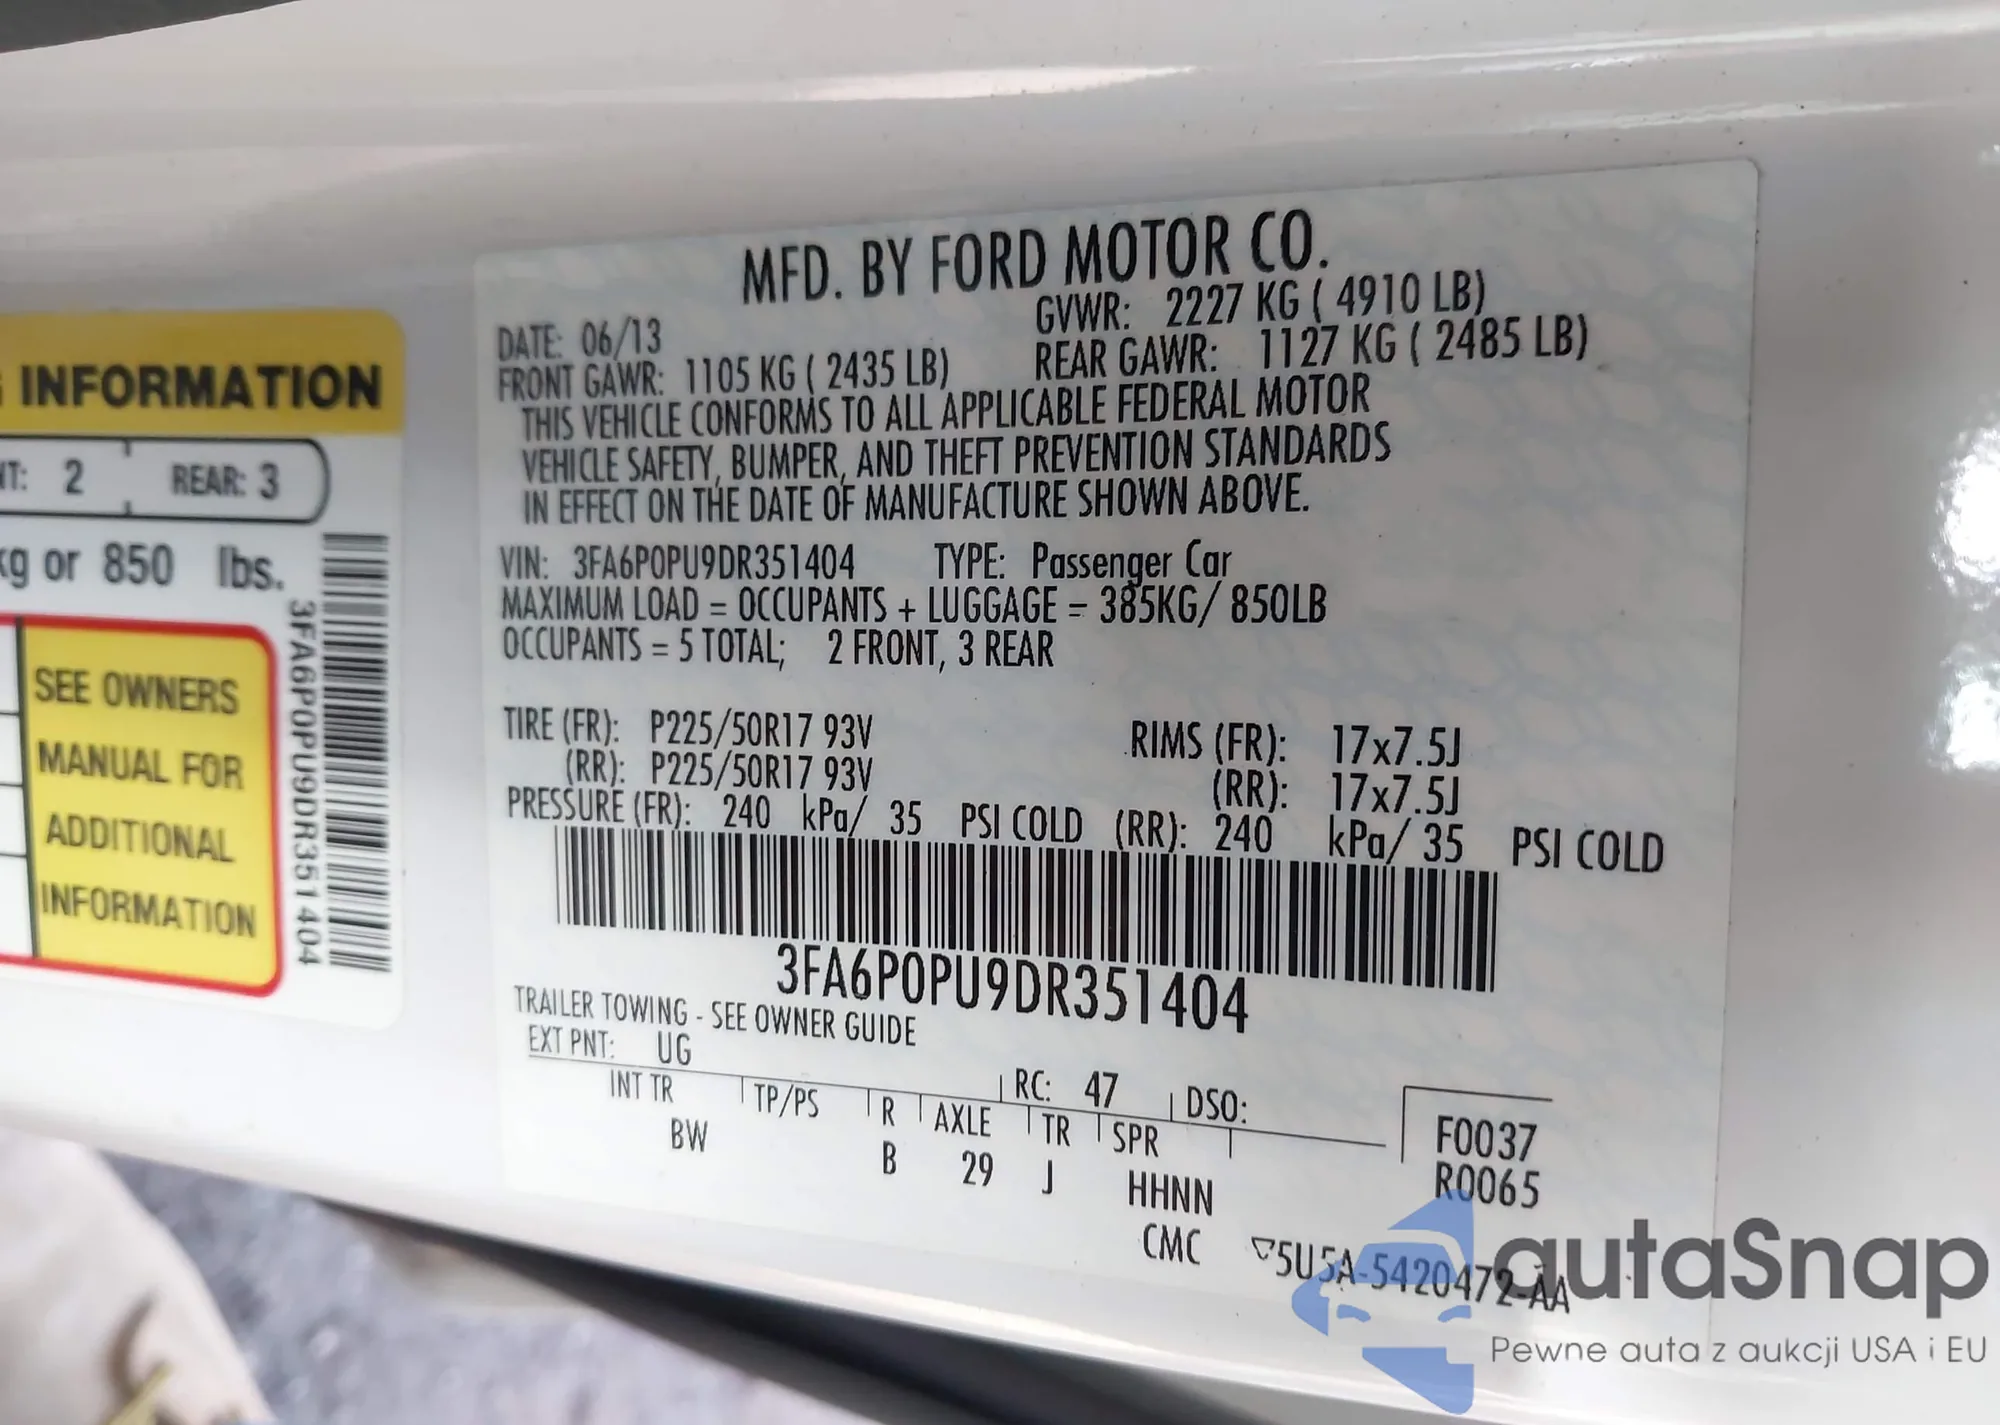 INFORMATION
2 REAR: 3
kg or 850 lbs.
SEE OWNERS
MANUAL FOR
ADDITIONAL
INFORMATION
3FA6P0PU9DR351404
MFD. BY FORD MOTOR CO.
DATE: 06/13 GVWR: 2227 KG ( 4910 LB)
FRONT GAWR: 1105 KG ( 2435 LB) REAR GAWR: 1127 KG ( 2485 LB)
THIS VEHICLE CONFORMS TO ALL APPLICABLE FEDERAL MOTOR
VEHICLE SAFETY, BUMPER, AND THEFT PREVENTION STANDARDS
IN EFFECT ON THE DATE OF MANUFACTURE SHOWN ABOVE.
VIN: 3FA6P0PU9DR351404 TYPE: Passenger Car
MAXIMUM LOAD = OCCUPANTS + LUGGAGE = 385KG/ 850LB
OCCUPANTS = 5 TOTAL; 2 FRONT, 3 REAR
TIRE (FR): P225/50R17 93V RIMS (FR): 17x7.5J
(RR): P225/50R17 93V (RR): 17x7.5J
PRESSURE (FR): 240 kPa/ 35 PSI COLD (RR): 240 kPa/ 35 PSI COLD
3FA6P0PU9DR351404
TRAILER TOWING - SEE OWNER GUIDE
EXT PNT: UG RC: 47 DSO:
INT TR TP/PS R AXLE TR SPR F0037
BW B 29 J HHNN R0065
CMC 5U5A-5420472-AA
autaSnap
Pewne auta z aukcji USA i EU